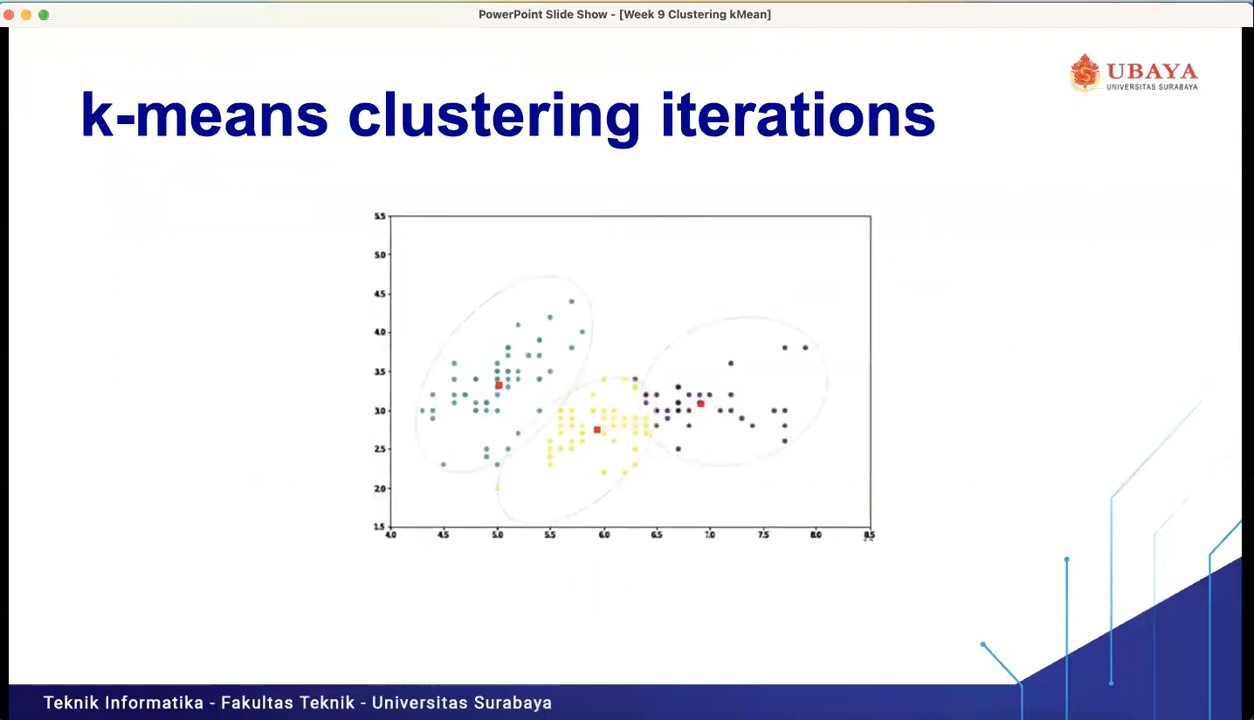 PowerPoint Slide Show - [Week 9 Clustering kMean]
UBAYA
UNIVERSITAS SURABAYA
k-means clustering iterations
5.5
5.0
4.5
4.0
3.5
3.0
2.5
2.0
1.5
4.0 4.5 5.0 5.5 6.0 6.5 7.0 7.5 8.0 8.5
Teknik Informatika - Fakultas Teknik - Universitas Surabaya